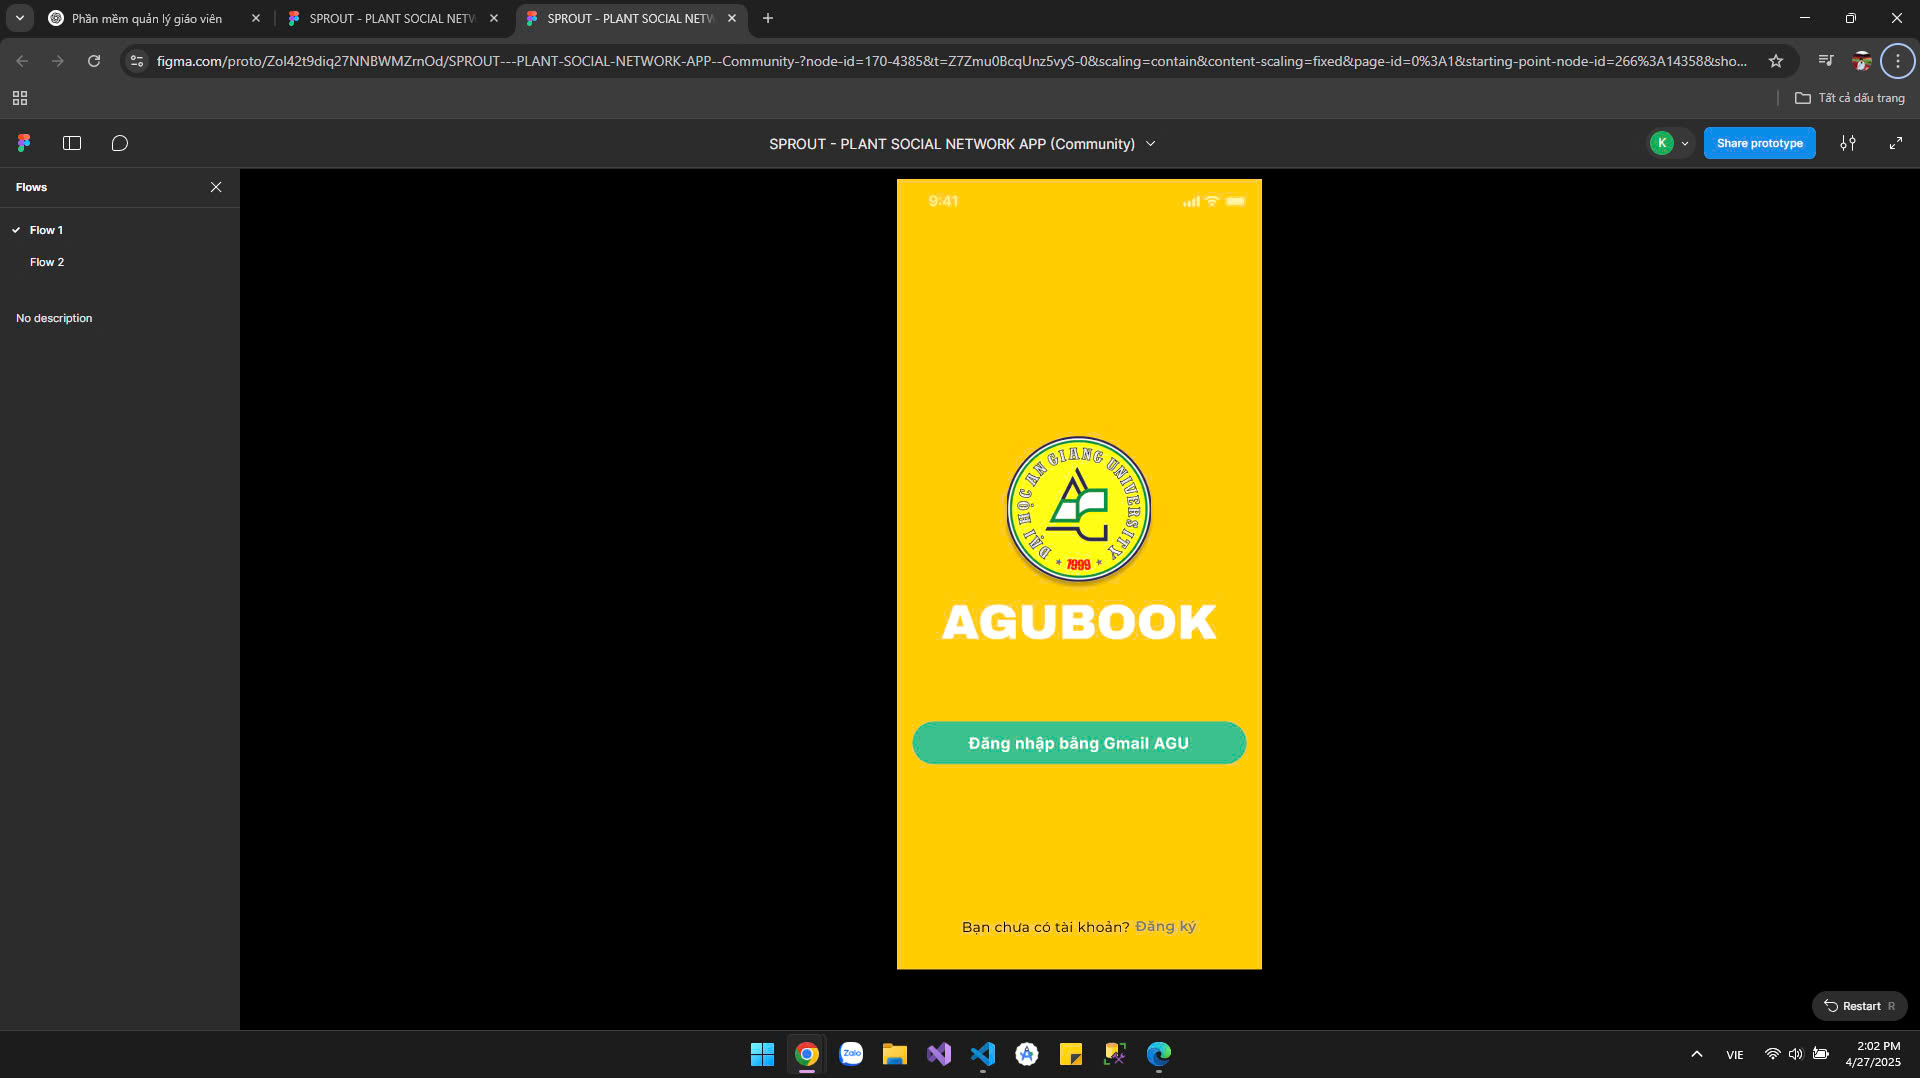 Phần mềm quản lý giáo viên
SPROUT - PLANT SOCIAL NETW
SPROUT - PLANT SOCIAL NETW
figma.com/proto/Zol42t9diq27NNBWMZrnOd/SPROUT---PLANT-SOCIAL-NETWORK-APP--Community-?node-id=170-4385&t=Z7Zmu0BcqUnz5vyS-0&scaling=contain&content-scaling=fixed&page-id=0%3A1&starting-point-node-id=266%3A14358&sho...
Tất cả dấu trang
SPROUT - PLANT SOCIAL NETWORK APP (Community)
K
Share prototype
Flows
Flow 1
Flow 2
No description
9:41
ĐẠI HỌC AN GIANG UNIVERSITY
1999
AGUBOOK
Đăng nhập bằng Gmail AGU
Bạn chưa có tài khoản? Đăng ký
Restart R
Zalo
VIE
2:02 PM
4/27/2025